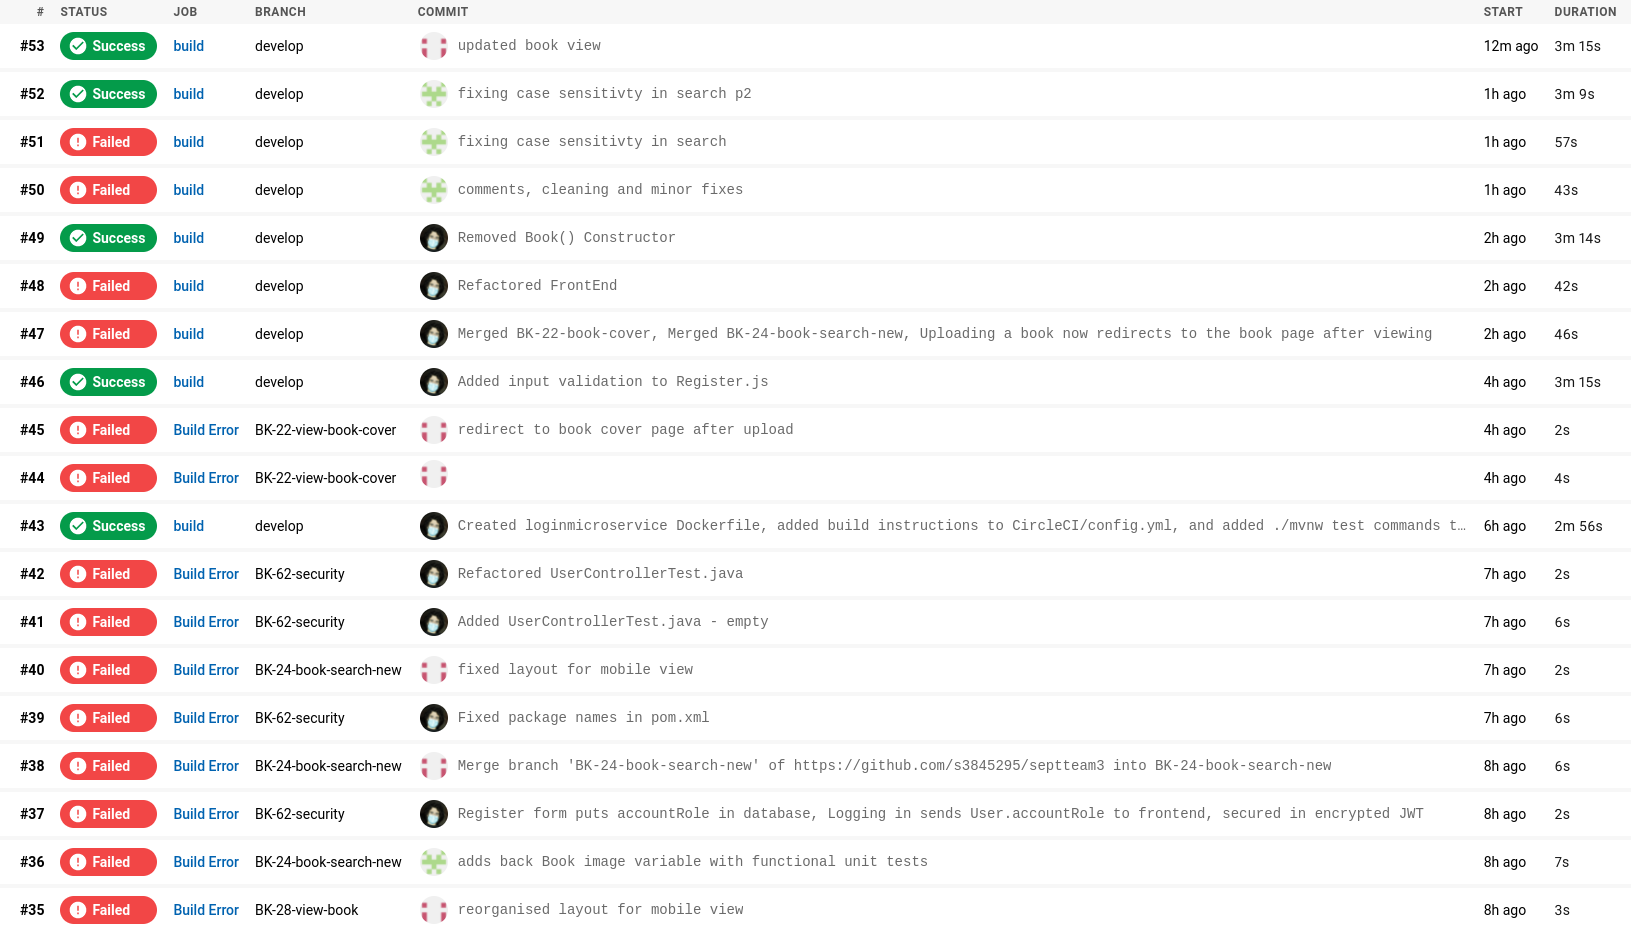 # STATUS JOB BRANCH COMMIT START DURATION
#53 Success build develop updated book view 12m ago 3m 15s
#52 Success build develop fixing case sensitivty in search p2 1h ago 3m 9s
#51 Failed build develop fixing case sensitivty in search 1h ago 57s
#50 Failed build develop comments, cleaning and minor fixes 1h ago 43s
#49 Success build develop Removed Book() Constructor 2h ago 3m 14s
#48 Failed build develop Refactored FrontEnd 2h ago 42s
#47 Failed build develop Merged BK-22-book-cover, Merged BK-24-book-search-new, Uploading a book now redirects to the book page after viewing 2h ago 46s
#46 Success build develop Added input validation to Register.js 4h ago 3m 15s
#45 Failed Build Error BK-22-view-book-cover redirect to book cover page after upload 4h ago 2s
#44 Failed Build Error BK-22-view-book-cover 4h ago 4s
#43 Success build develop Created loginmicroservice Dockerfile, added build instructions to CircleCI/config.yml, and added ./mvnw test commands t… 6h ago 2m 56s
#42 Failed Build Error BK-62-security Refactored UserControllerTest.java 7h ago 2s
#41 Failed Build Error BK-62-security Added UserControllerTest.java - empty 7h ago 6s
#40 Failed Build Error BK-24-book-search-new fixed layout for mobile view 7h ago 2s
#39 Failed Build Error BK-62-security Fixed package names in pom.xml 7h ago 6s
#38 Failed Build Error BK-24-book-search-new Merge branch 'BK-24-book-search-new' of https://github.com/s3845295/septteam3 into BK-24-book-search-new 8h ago 6s
#37 Failed Build Error BK-62-security Register form puts accountRole in database, Logging in sends User.accountRole to frontend, secured in encrypted JWT 8h ago 2s
#36 Failed Build Error BK-24-book-search-new adds back Book image variable with functional unit tests 8h ago 7s
#35 Failed Build Error BK-28-view-book reorganised layout for mobile view 8h ago 3s